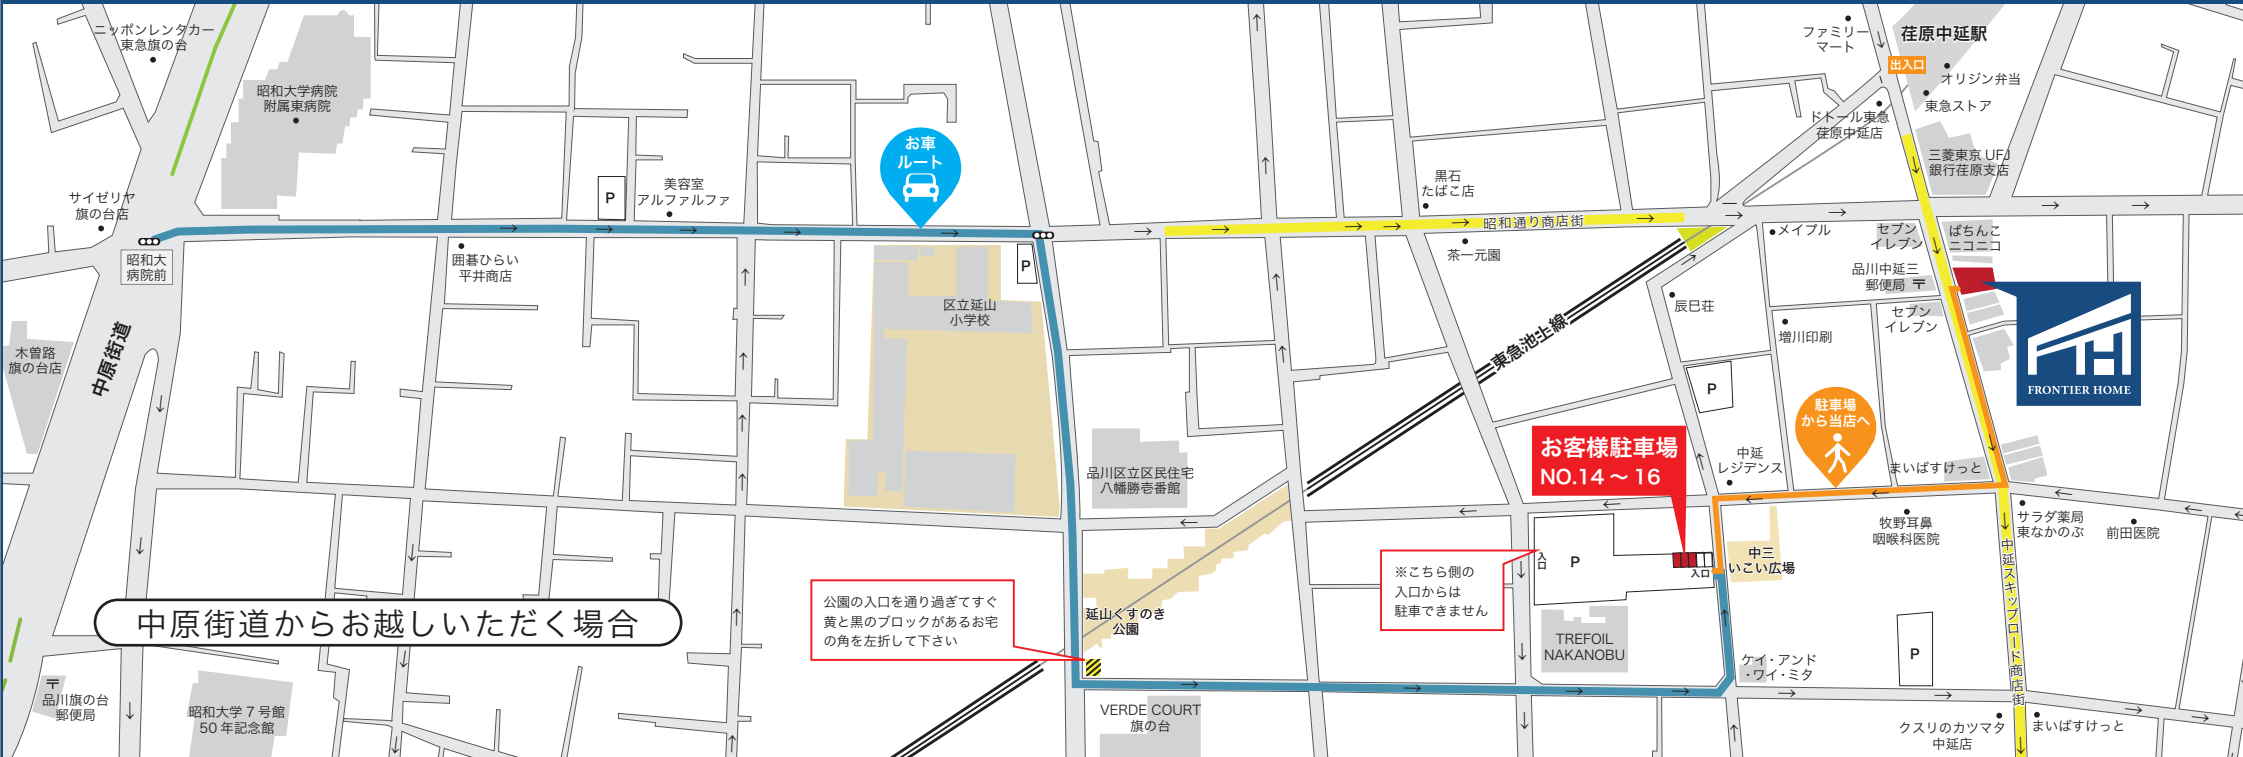 ニッポンレンタカー
東急旗の台
昭和大学病院
附属東病院
サイゼリヤ
旗の台店
昭和大
病院前
木曽路
旗の台店
中原街道
P
美容室
アルファルファ
囲碁ひらい
平井商店
お車
ルート
区立延山
小学校
P
黒石
たばこ店
昭和通り商店街
茶一元園
東急池上線
ファミリー
マート
荏原中延駅
出入口
オリジン弁当
東急ストア
ドトール東急
荏原中延店
三菱東京UFJ
銀行荏原支店
メイプル
セブン
イレブン
ぱちんこ
ニコニコ
品川中延三
郵便局 〒
セブン
イレブン
辰巳荘
増川印刷
FRONTIER HOME
P
駐車場
から当店へ
お客様駐車場
NO.14～16
中延
レジデンス
まいばすけっと
品川区立区民住宅
八幡勝壱番館
牧野耳鼻
咽喉科医院
サラダ薬局
東なかのぶ
前田医院
入口
P
入口
中三
いこい広場
※こちら側の
入口からは
駐車できません
中延スキップロード商店街
公園の入口を通り過ぎてすぐ
黄と黒のブロックがあるお宅
の角を左折して下さい
延山くすのき
公園
中原街道からお越しいただく場合
TREFOIL
NAKANOBU
ケイ・アンド
・ワイ・ミタ
P
〒
品川旗の台
郵便局
昭和大学7号館
50年記念館
VERDE COURT
旗の台
クスリのカツマタ
中延店
まいばすけっと